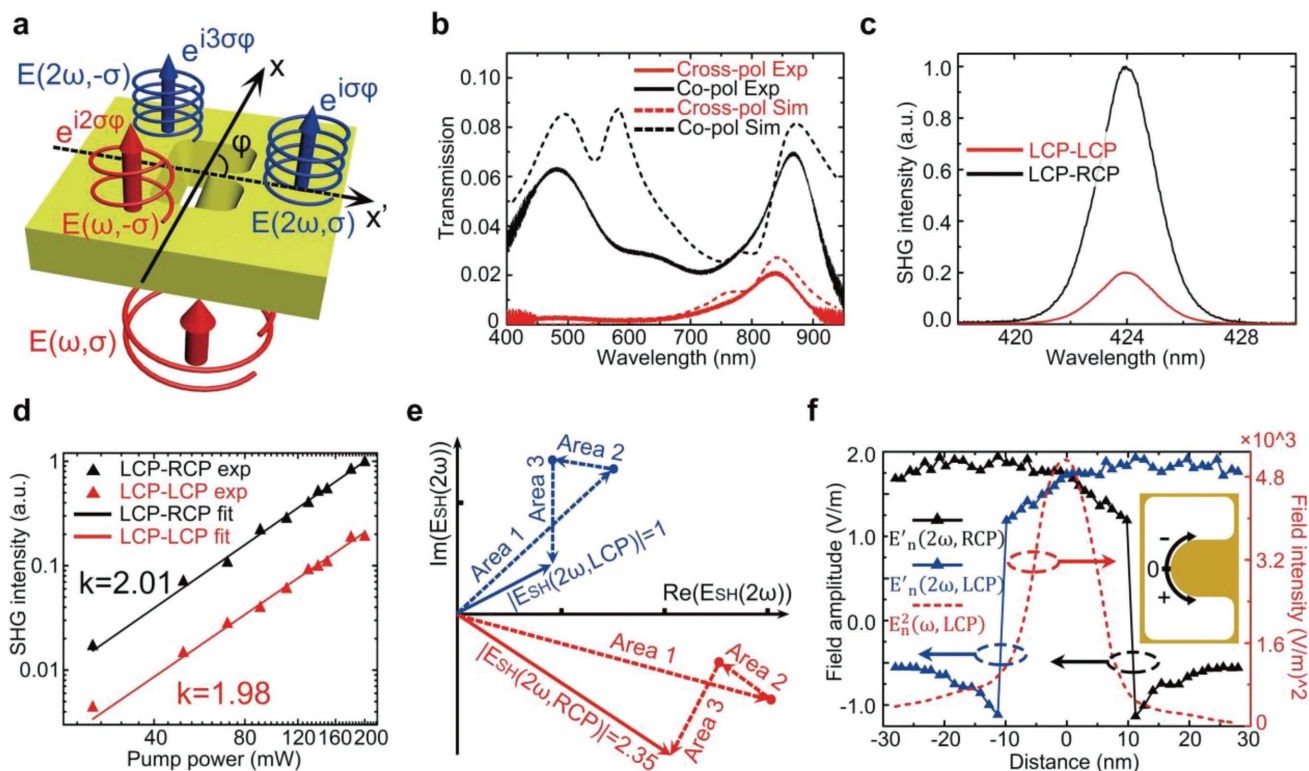 a
e^{i3σφ}
x
E(2ω,-σ)
e^{iσφ}
e^{i2σφ}
φ
E(ω,-σ)
E(2ω,σ)
x'
E(ω,σ)
b
Cross-pol Exp
Co-pol Exp
Cross-pol Sim
Co-pol Sim
0.10
0.08
0.06
0.04
0.02
0
Transmission
400 500 600 700 800 900
Wavelength (nm)
c
1.0
0.8
0.6
0.4
0.2
0.0
SHG intensity (a.u.)
LCP-LCP
LCP-RCP
420 424 428
Wavelength (nm)
d
LCP-RCP exp
LCP-LCP exp
LCP-RCP fit
LCP-LCP fit
1
0.1
0.01
SHG intensity (a.u.)
k=2.01
k=1.98
40 80 120 160 200
Pump power (mW)
e
Im(E_SH(2ω))
Area 2
Area 3
Area 1
|E_SH(2ω,LCP)|=1
Re(E_SH(2ω))
Area 1
Area 2
Area 3
|E_SH(2ω,RCP)|=2.35
f
×10^3
2.0
1.0
0.0
-1.0
Field amplitude (V/m)
4.8
3.2
1.6
0
Field intensity (V/m)^2
E'_n(2ω, RCP)
E'_n(2ω, LCP)
E_n^2(ω, LCP)
-
0
+
-30 -20 -10 0 10 20 30
Distance (nm)